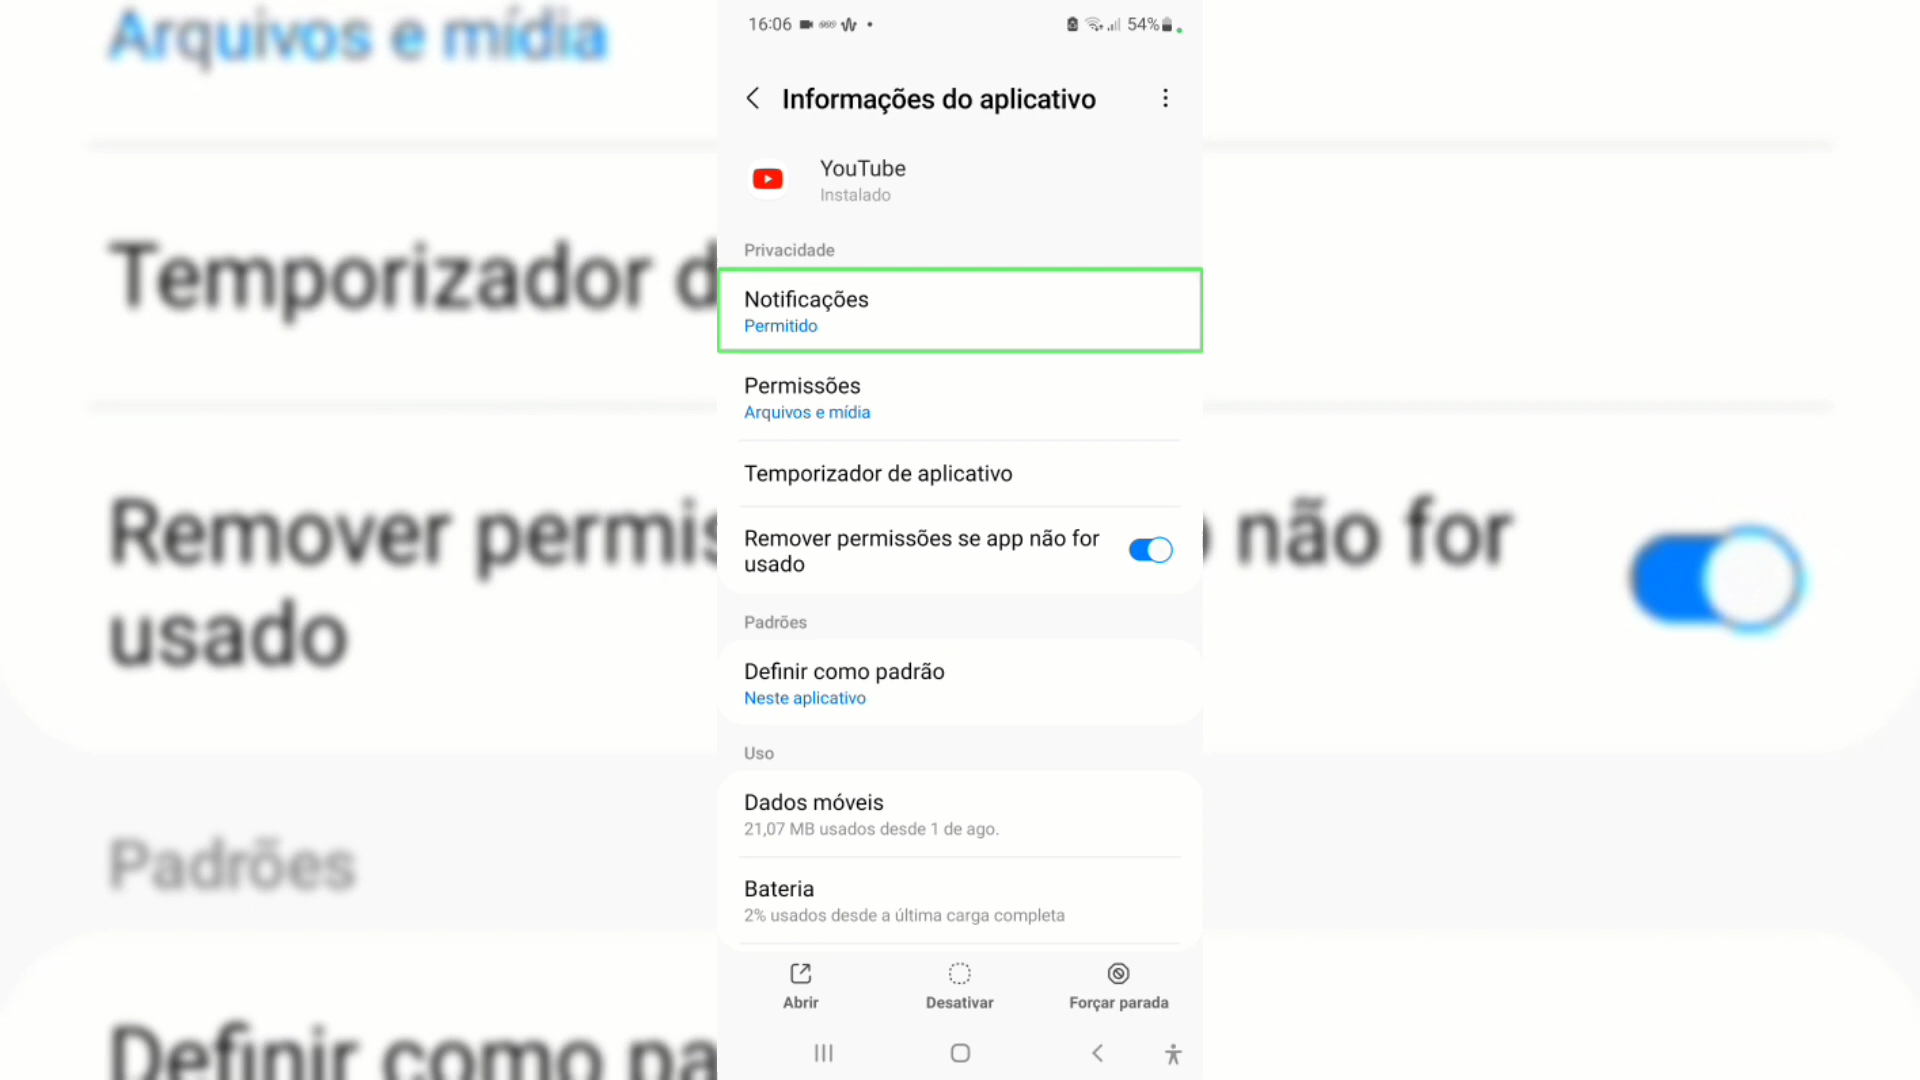 16:06
54%
Informações do aplicativo
YouTube
Instalado
Privacidade
Notificações
Permitido
Permissões
Arquivos e mídia
Temporizador de aplicativo
Remover permissões se app não for
usado
Padrões
Definir como padrão
Neste aplicativo
Uso
Dados móveis
21,07 MB usados desde 1 de ago.
Bateria
2% usados desde a última carga completa
Abrir
Desativar
Forçar parada
Arquivos e mídia
Temporizador d
Remover permis
não for
usado
Padrões
Definir como pa